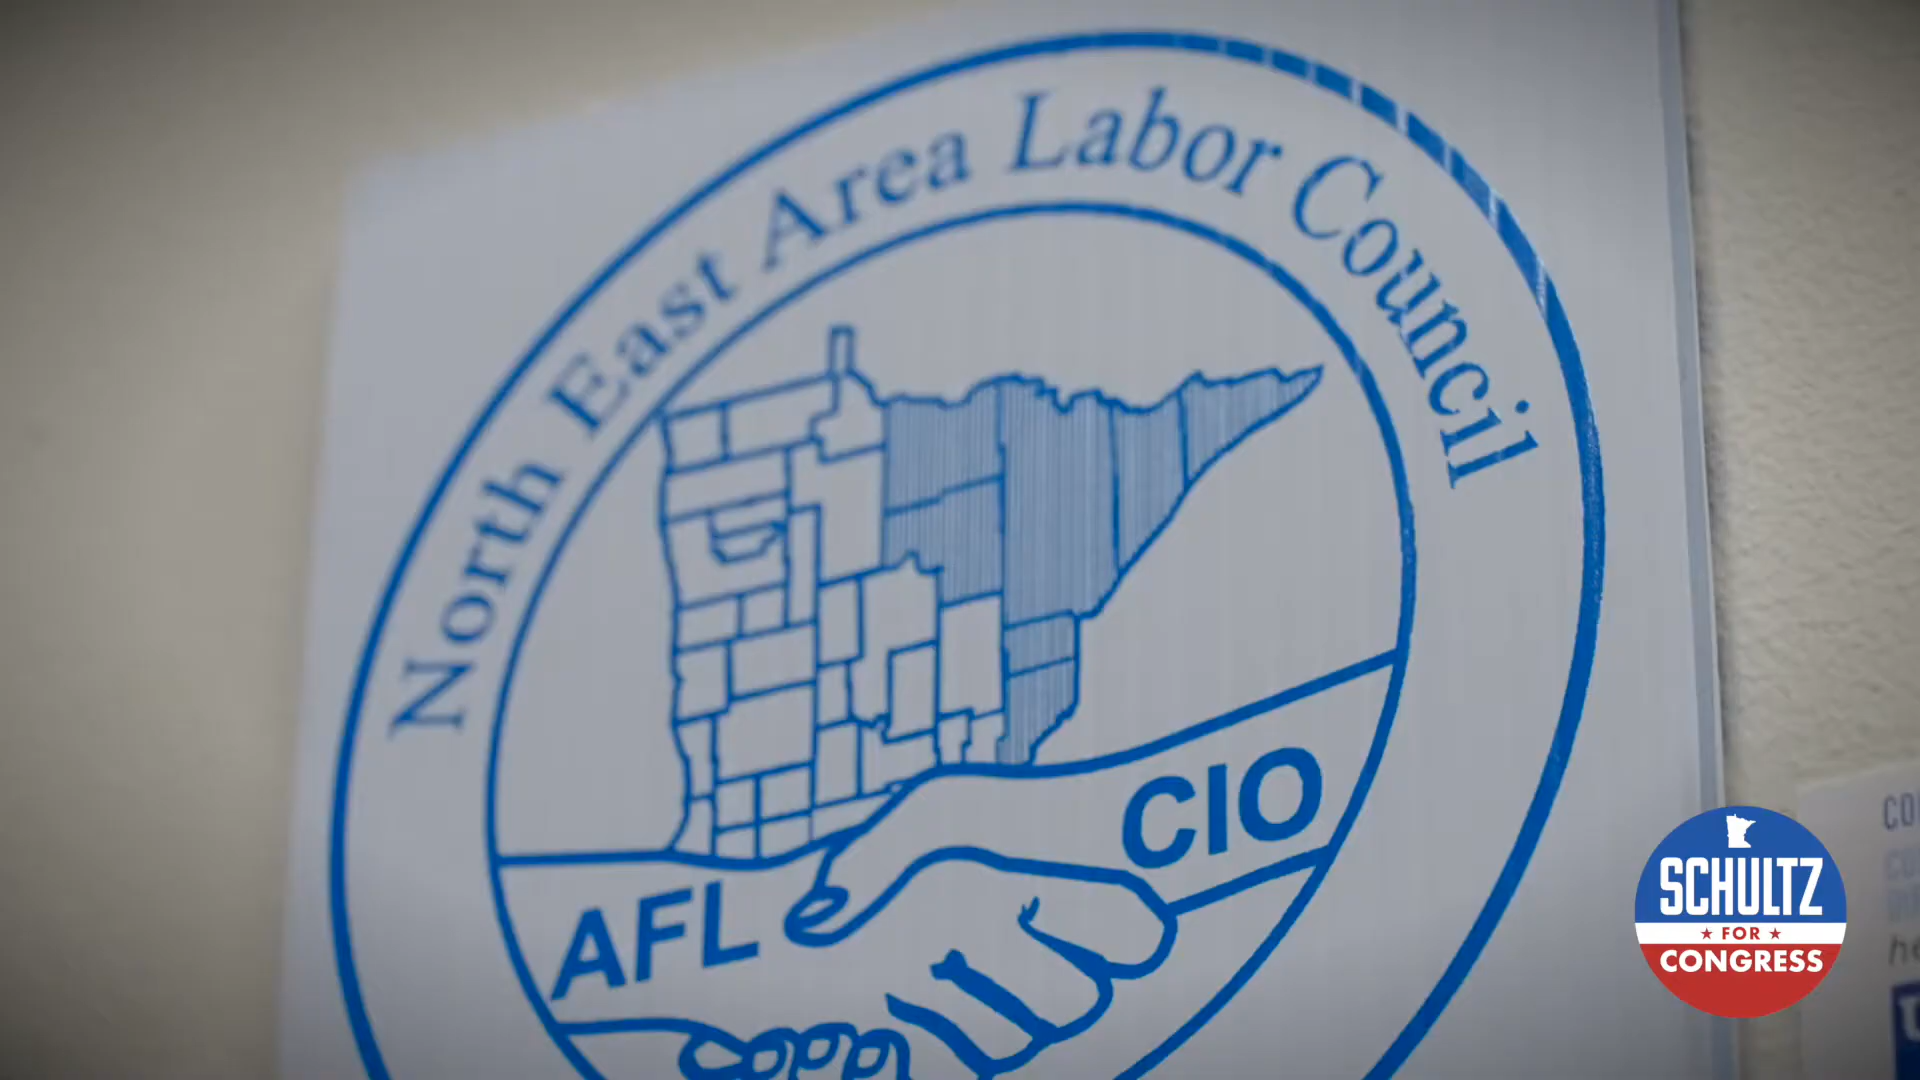 North East Area Labor Council
AFL
CIO
SCHULTZ
FOR
CONGRESS